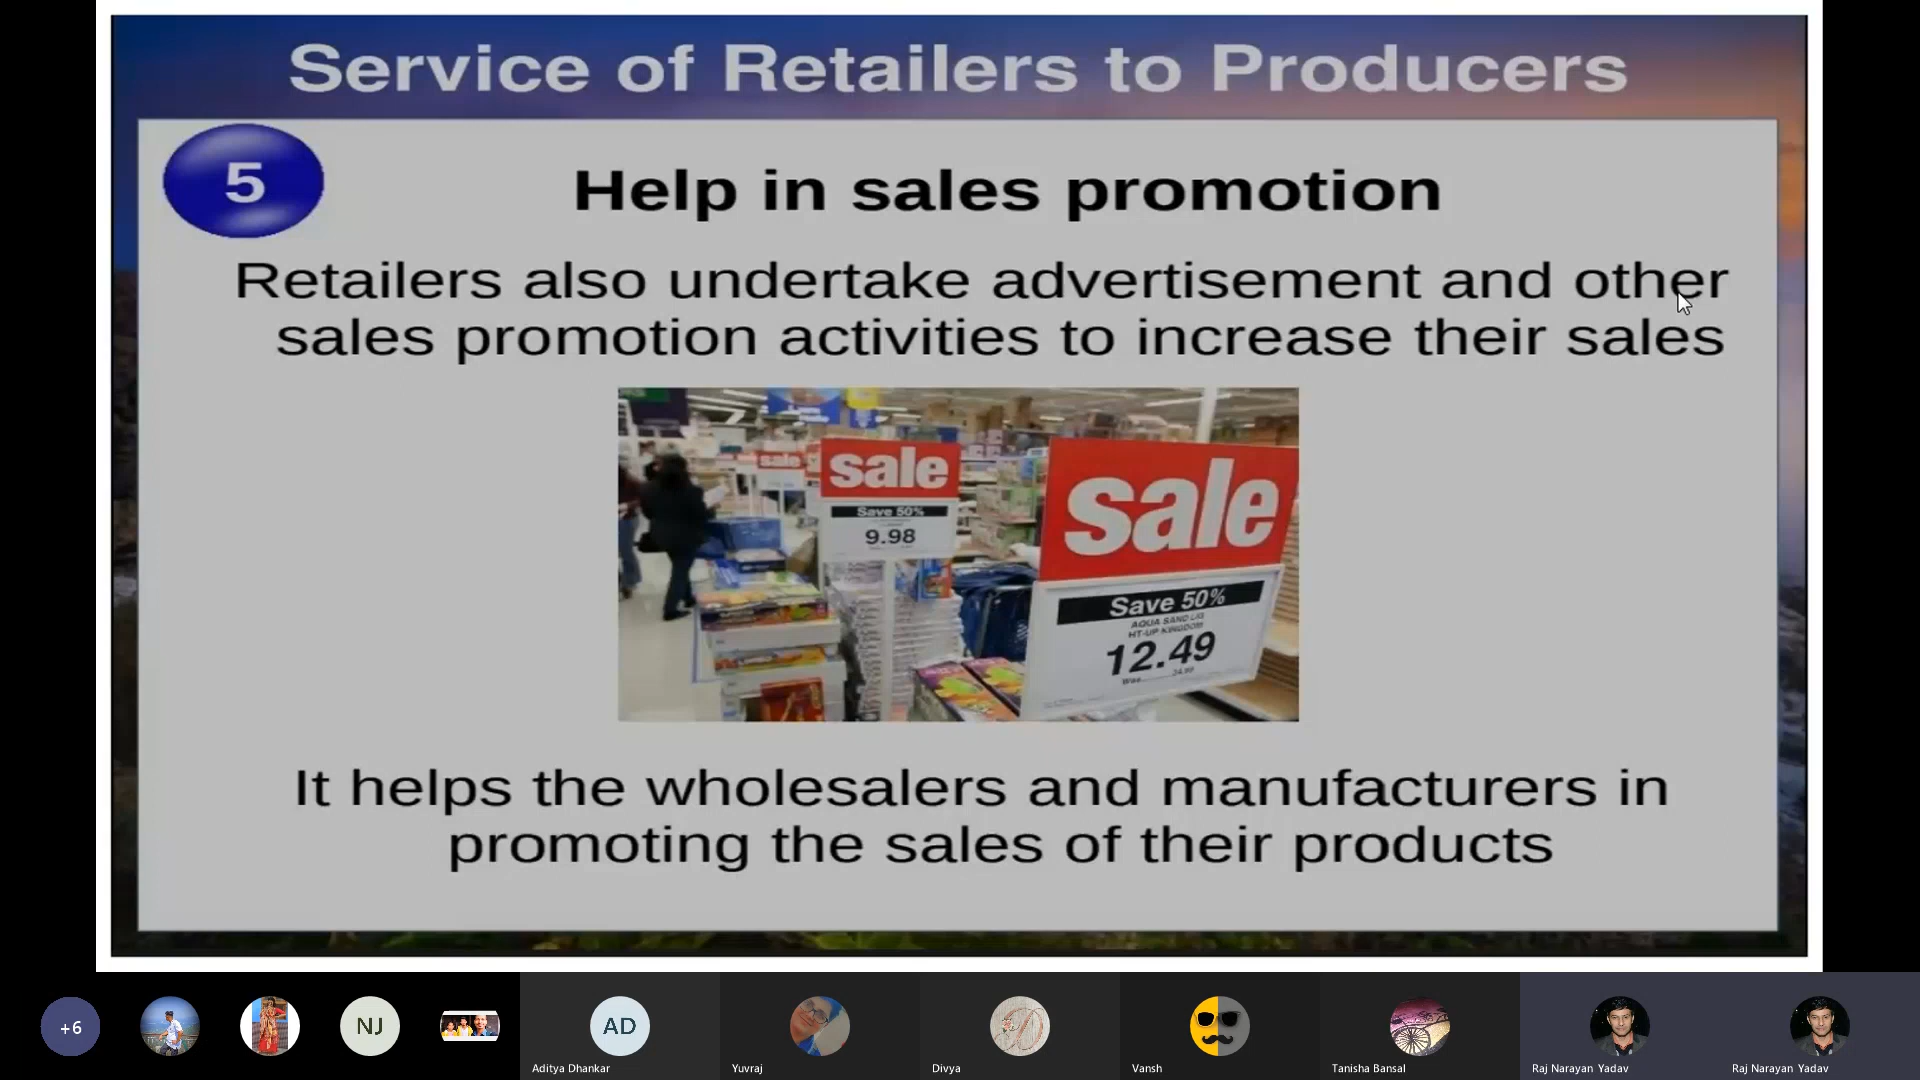 Service of Retailers to Producers
5
Help in sales promotion
Retailers also undertake advertisement and other
sales promotion activities to increase their sales
sale
sale
Save 50%
9.98
sale
Save 50%
AQUA SAND
HT-UP KINGDOM
12.49
Was
It helps the wholesalers and manufacturers in
promoting the sales of their products
+6
NJ
AD
Aditya Dhankar
Yuvraj
Divya
Vansh
Tanisha Bansal
Raj Narayan Yadav
Raj Narayan Yadav